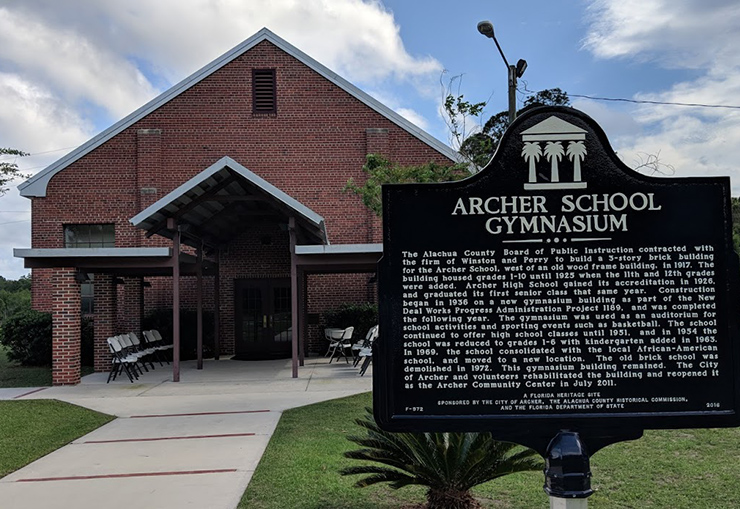 ARCHER SCHOOL
GYMNASIUM
The Alachua County Board of Public Instruction contracted with
the firm of Winston and Perry to build a 3-story brick building
for the Archer School, west of an old wood frame building, in 1917. The
building housed grades 1-10 until 1925 when the 11th and 12th grades
were added. Archer High School gained its accreditation in 1926,
and graduated its first senior class that same year. Construction
began in 1936 on a new gymnasium building as part of the New
Deal Works Progress Administration Project 1189, and was completed
the following year. The gymnasium was used as an auditorium for
school activities and sporting events such as basketball. The school
continued to offer high school classes until 1951, and in 1954 the
school was reduced to grades 1-6 with kindergarten added in 1963.
In 1969, the school consolidated with the local African-American
school, and moved to a new location. The old brick school was
demolished in 1972. This gymnasium building remained. The City
of Archer and volunteers rehabilitated the building and reopened it
as the Archer Community Center in July 2011.
A FLORIDA HERITAGE SITE
SPONSORED BY THE CITY OF ARCHER, THE ALACHUA COUNTY HISTORICAL COMMISSION,
F-972 AND THE FLORIDA DEPARTMENT OF STATE 2018